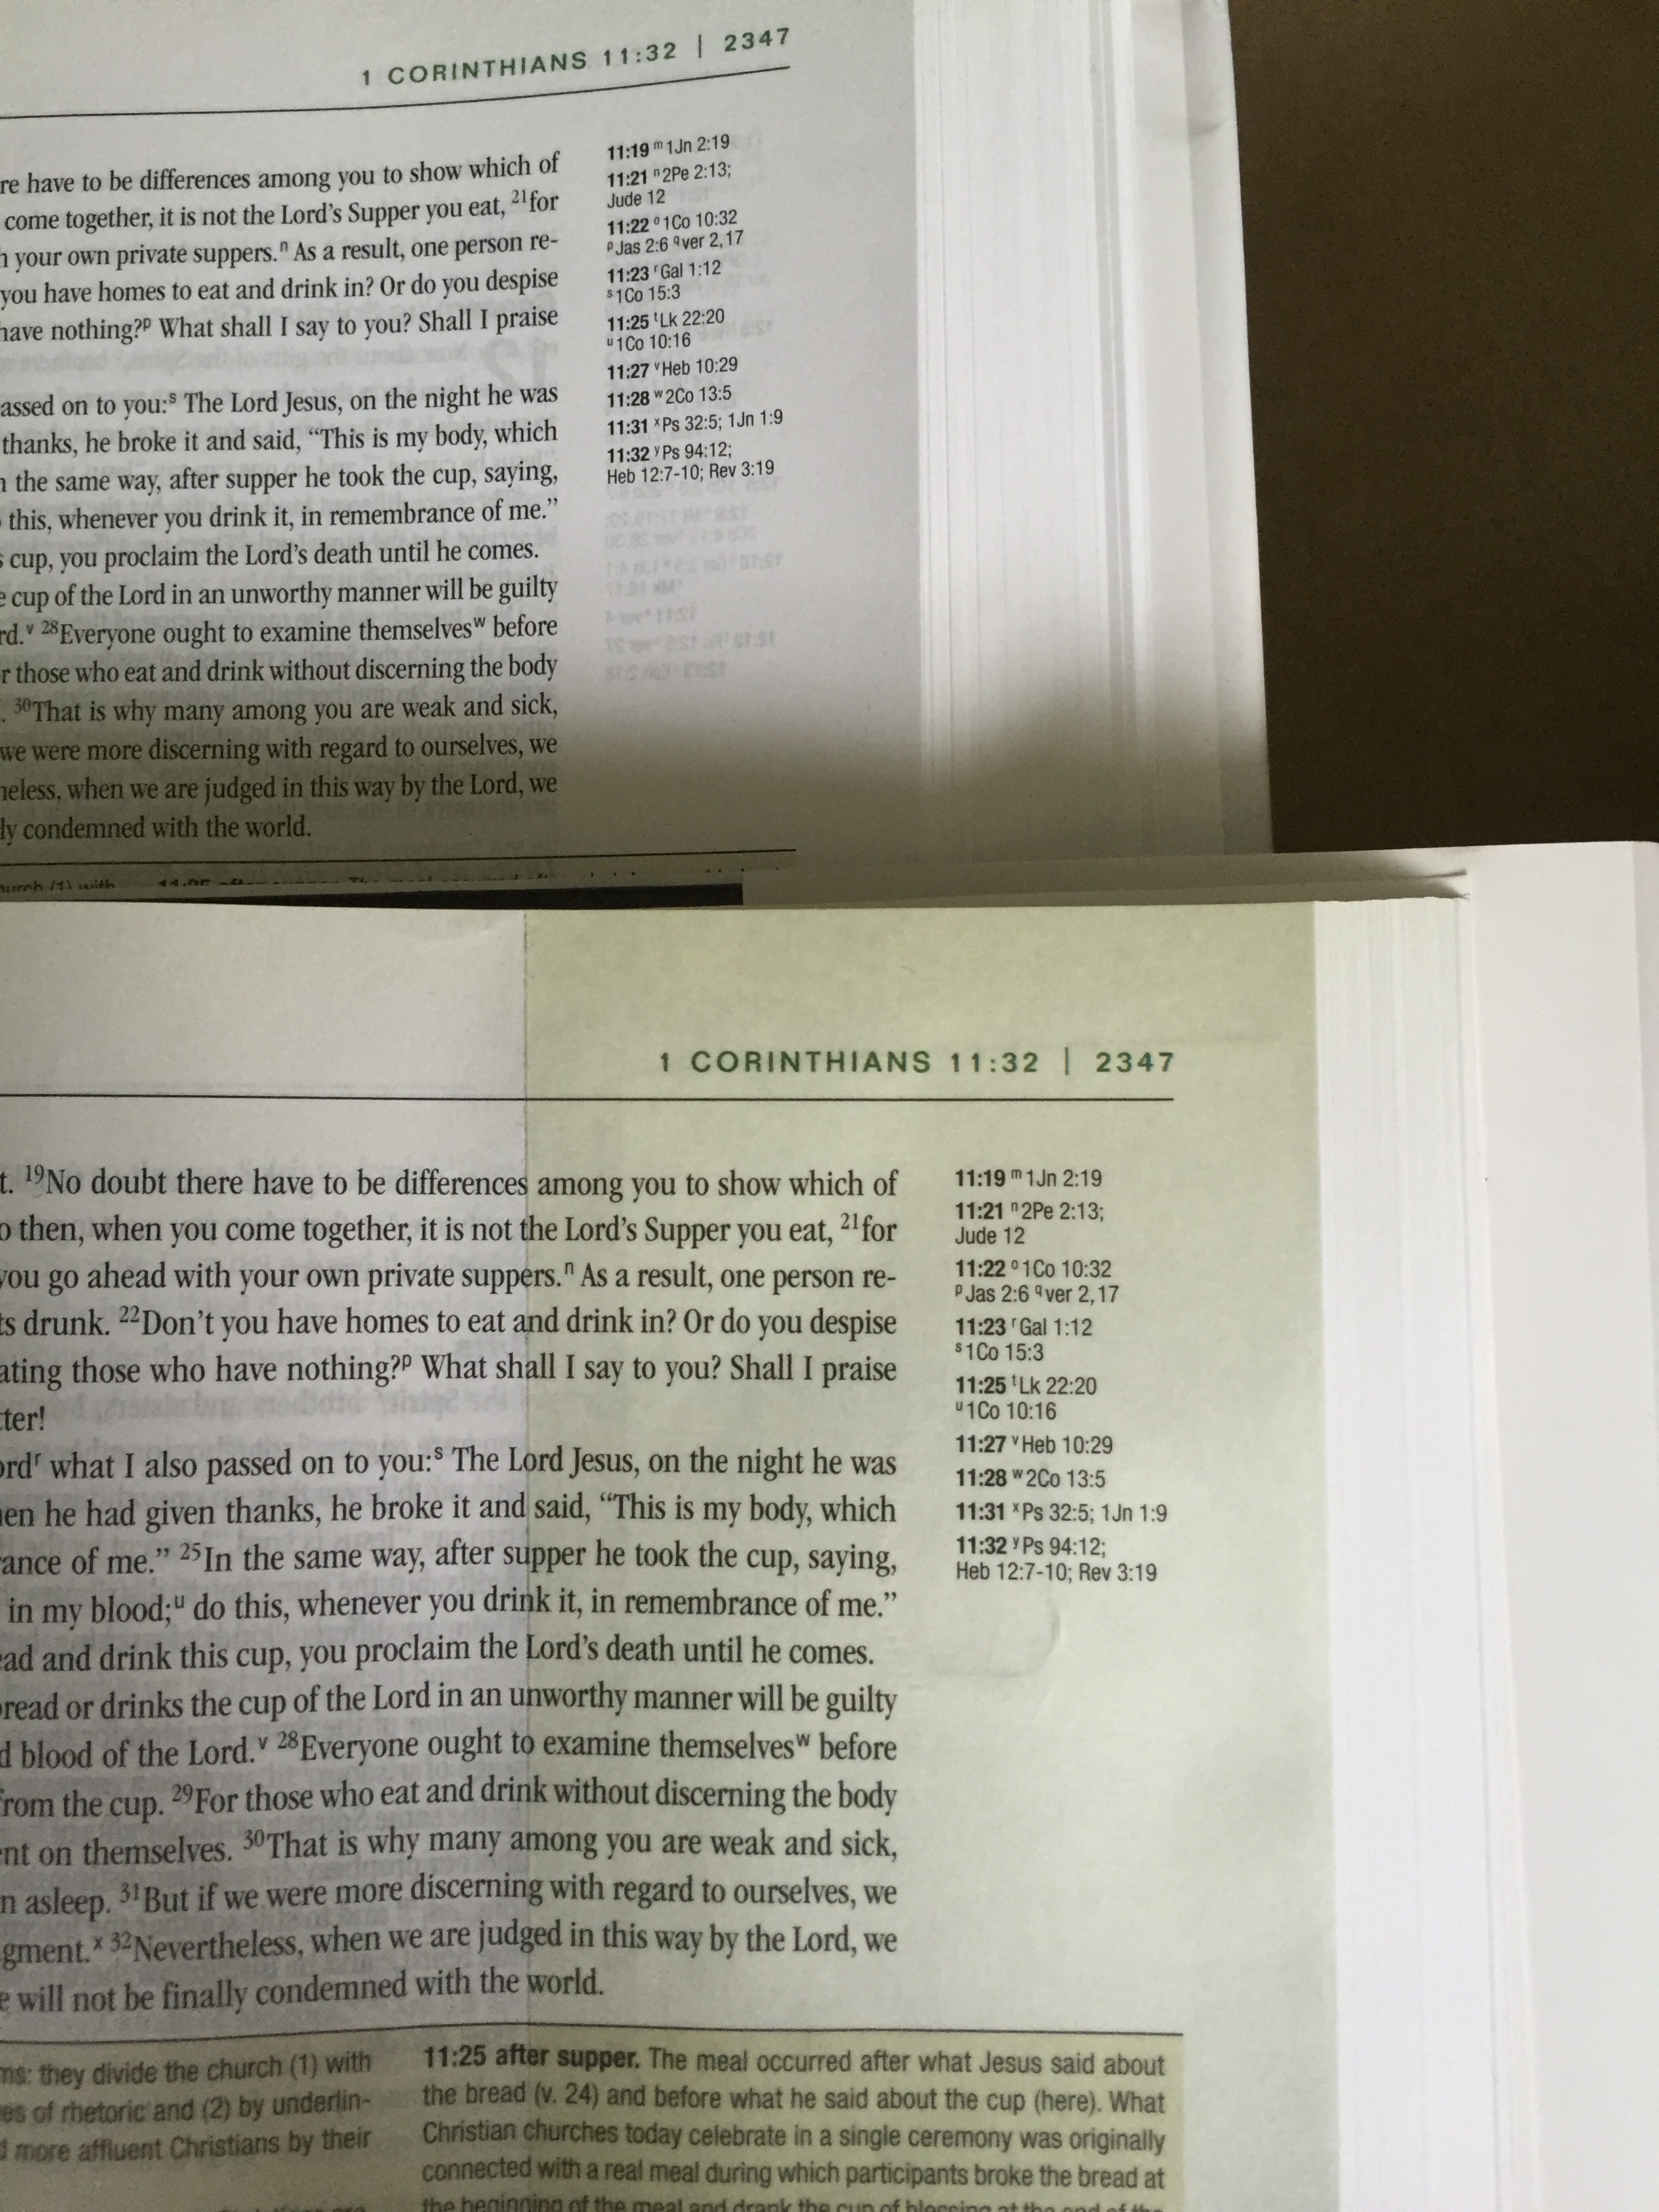 1 CORINTHIANS 11:32 | 2347
re have to be differences among you to show which of
come together, it is not the Lord's Supper you eat, 21for
your own private suppers.n As a result, one person re-
you have homes to eat and drink in? Or do you despise
have nothing?p What shall I say to you? Shall I praise
assed on to you:s The Lord Jesus, on the night he was
thanks, he broke it and said, “This is my body, which
the same way, after supper he took the cup, saying,
this, whenever you drink it, in remembrance of me.”
cup, you proclaim the Lord's death until he comes.
cup of the Lord in an unworthy manner will be guilty
rd.v 28Everyone ought to examine themselvesw before
r those who eat and drink without discerning the body
. 30That is why many among you are weak and sick,
we were more discerning with regard to ourselves, we
heless, when we are judged in this way by the Lord, we
ly condemned with the world.
11:19 m1Jn 2:19
11:21 n2Pe 2:13;
Jude 12
11:22 o1Co 10:32
pJas 2:6 qver 2,17
11:23 rGal 1:12
s1Co 15:3
11:25 tLk 22:20
u1Co 10:16
11:27 vHeb 10:29
11:28 w2Co 13:5
11:31 xPs 32:5; 1Jn 1:9
11:32 yPs 94:12;
Heb 12:7-10; Rev 3:19
1 CORINTHIANS 11:32 | 2347
t. 19No doubt there have to be differences among you to show which of
o then, when you come together, it is not the Lord's Supper you eat, 21for
you go ahead with your own private suppers.n As a result, one person re-
ts drunk. 22Don't you have homes to eat and drink in? Or do you despise
ating those who have nothing?p What shall I say to you? Shall I praise
tter!
ordr what I also passed on to you:s The Lord Jesus, on the night he was
en he had given thanks, he broke it and said, “This is my body, which
rance of me.” 25In the same way, after supper he took the cup, saying,
in my blood;u do this, whenever you drink it, in remembrance of me.”
ead and drink this cup, you proclaim the Lord's death until he comes.
bread or drinks the cup of the Lord in an unworthy manner will be guilty
d blood of the Lord.v 28Everyone ought to examine themselvesw before
from the cup. 29For those who eat and drink without discerning the body
ent on themselves. 30That is why many among you are weak and sick,
n asleep. 31But if we were more discerning with regard to ourselves, we
gment.x 32Nevertheless, when we are judged in this way by the Lord, we
e will not be finally condemned with the world.
11:19 m1Jn 2:19
11:21 n2Pe 2:13;
Jude 12
11:22 o1Co 10:32
pJas 2:6 qver 2,17
11:23 rGal 1:12
s1Co 15:3
11:25 tLk 22:20
u1Co 10:16
11:27 vHeb 10:29
11:28 w2Co 13:5
11:31 xPs 32:5; 1Jn 1:9
11:32 yPs 94:12;
Heb 12:7-10; Rev 3:19
ms: they divide the church (1) with
es of rhetoric and (2) by underlin-
d more affluent Christians by their
11:25 after supper. The meal occurred after what Jesus said about
the bread (v. 24) and before what he said about the cup (here). What
Christian churches today celebrate in a single ceremony was originally
connected with a real meal during which participants broke the bread at
the beginning of the meal and drank the cup of blessing at the end of the